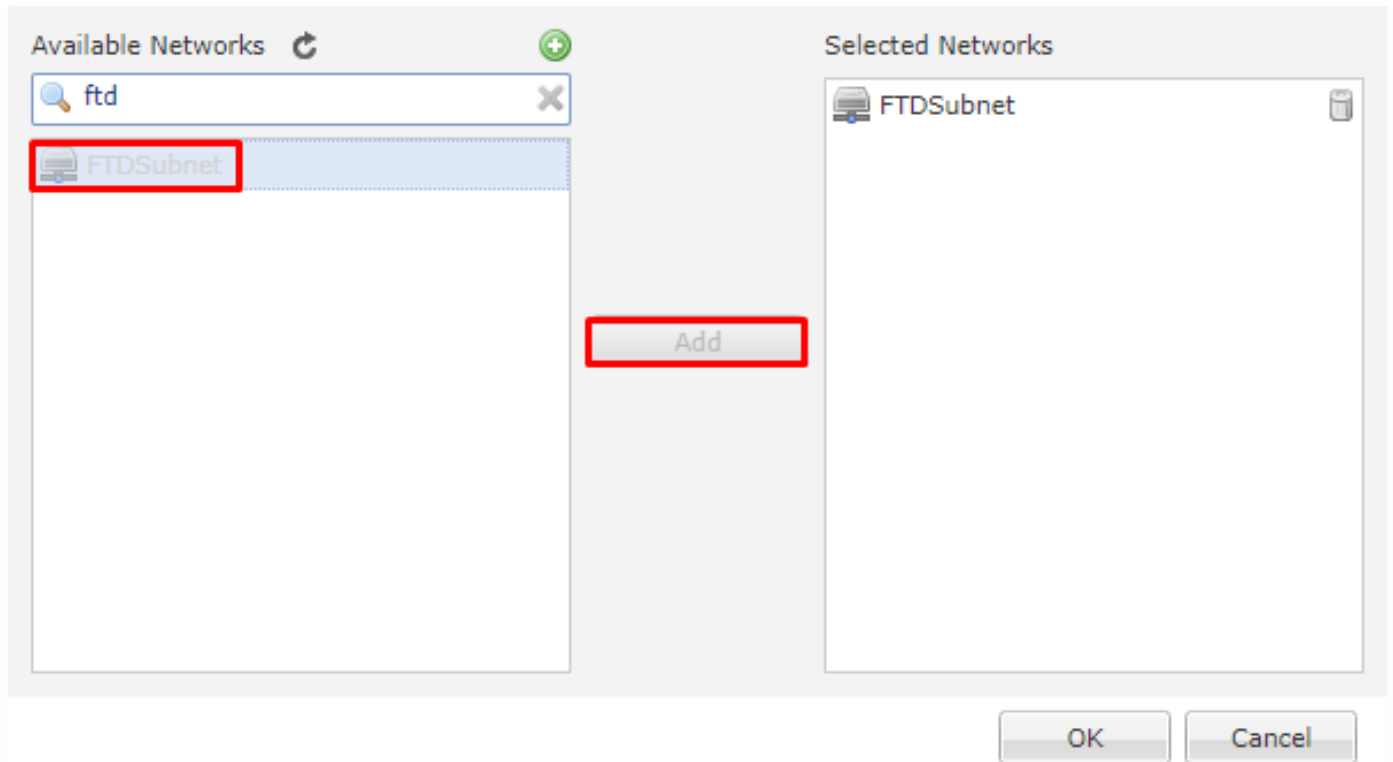 Available Networks
ftd
FTDSubnet
Add
Selected Networks
FTDSubnet
OK
Cancel